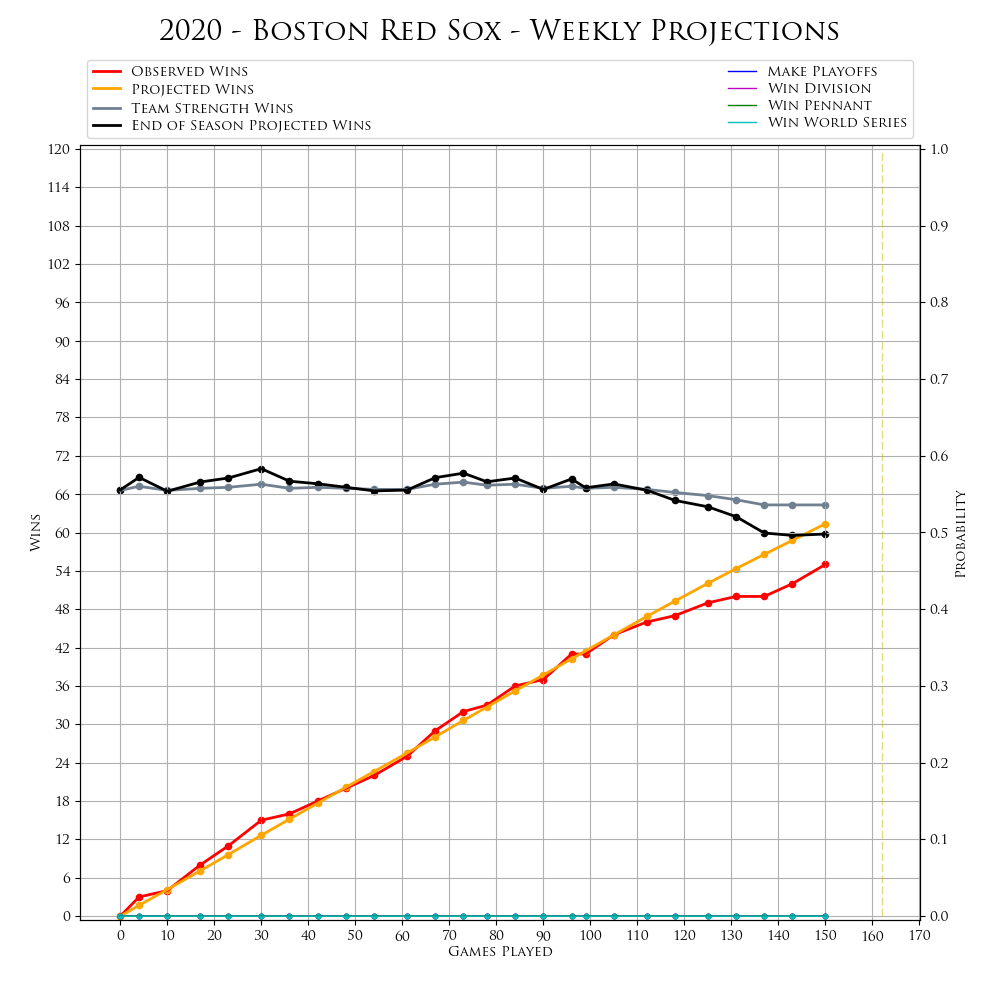 2020 - Boston Red Sox - Weekly Projections
Observed Wins
Projected Wins
Team Strength Wins
End of Season Projected Wins
Make Playoffs
Win Division
Win Pennant
Win World Series
120
114
108
102
96
90
84
78
72
66
60
54
48
42
36
30
24
18
12
6
0
Wins
1.0
0.9
0.8
0.7
0.6
0.5
0.4
0.3
0.2
0.1
0.0
Probability
0 10 20 30 40 50 60 70 80 90 100 110 120 130 140 150 160 170
Games Played